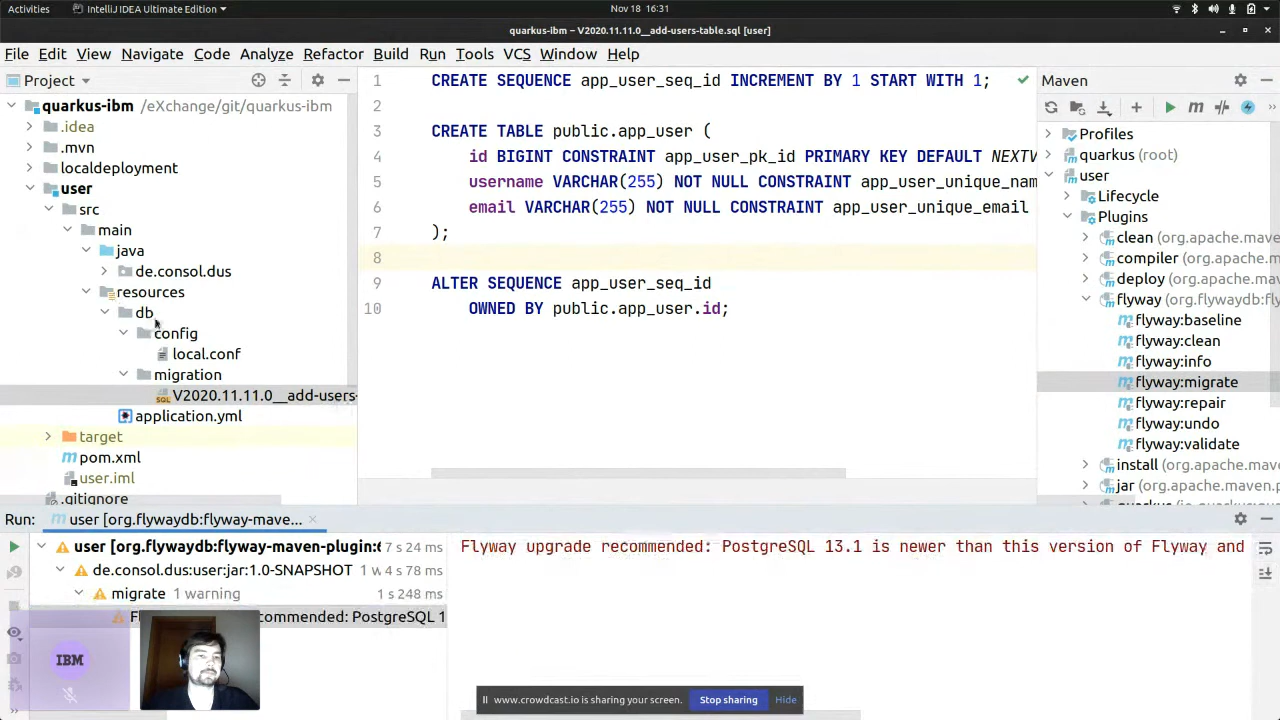 Activities
IntelliJ IDEA Ultimate Edition
Nov 18 16:31
quarkus-ibm – V2020.11.11.0__add-users-table.sql [user]
File Edit View Navigate Code Analyze Refactor Build Run Tools VCS Window Help
Project
quarkus-ibm /eXchange/git/quarkus-ibm
.idea
.mvn
localdeployment
user
src
main
java
de.consol.dus
resources
db
config
local.conf
migration
V2020.11.11.0__add-users-
application.yml
target
pom.xml
user.iml
.gitignore
1 CREATE SEQUENCE app_user_seq_id INCREMENT BY 1 START WITH 1;
2
3 CREATE TABLE public.app_user (
4 id BIGINT CONSTRAINT app_user_pk_id PRIMARY KEY DEFAULT NEXTV
5 username VARCHAR(255) NOT NULL CONSTRAINT app_user_unique_nam
6 email VARCHAR(255) NOT NULL CONSTRAINT app_user_unique_email
7 );
8
9 ALTER SEQUENCE app_user_seq_id
10 OWNED BY public.app_user.id;
Maven
Profiles
quarkus (root)
user
Lifecycle
Plugins
clean (org.apache.mave
compiler (org.apache.m
deploy (org.apache.mav
flyway (org.flywaydb:fl
flyway:baseline
flyway:clean
flyway:info
flyway:migrate
flyway:repair
flyway:undo
flyway:validate
install (org.apache.mav
jar (org.apache.maven.p
Run: user [org.flywaydb:flyway-mave...
user [org.flywaydb:flyway-maven-plugin:6 7 s 24 ms
de.consol.dus:user:jar:1.0-SNAPSHOT 1 w 4 s 78 ms
migrate 1 warning 1 s 248 ms
commended: PostgreSQL 1
Flyway upgrade recommended: PostgreSQL 13.1 is newer than this version of Flyway and
IBM
www.crowdcast.io is sharing your screen. Stop sharing Hide